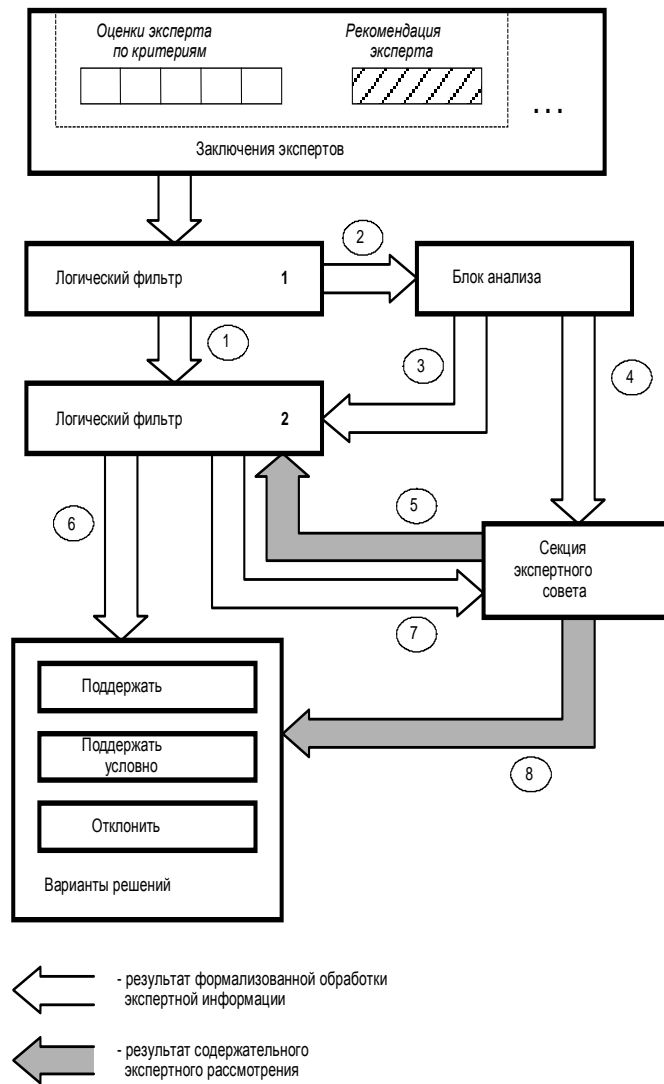 Оценки эксперта
по критериям
Рекомендация
эксперта
...
Заключения экспертов
2
Логический фильтр 1
Блок анализа
1
3
4
Логический фильтр 2
5
6
Секция
экспертного
совета
7
Поддержать
Поддержать
условно
8
Отклонить
Варианты решений
- результат формализованной обработки
экспертной информации
- результат содержательного
экспертного рассмотрения